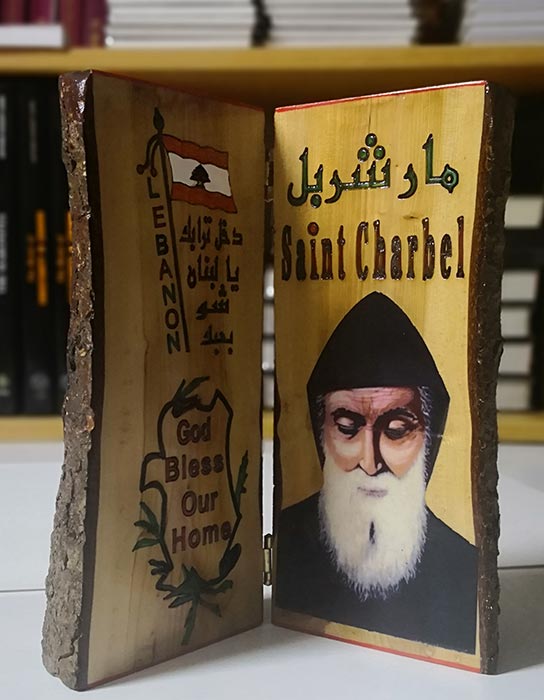 LEBANON
دخل ترابك
يا لبنان
شو
بحبك
God
Bless
Our
Home
مار شربل
Saint Charbel